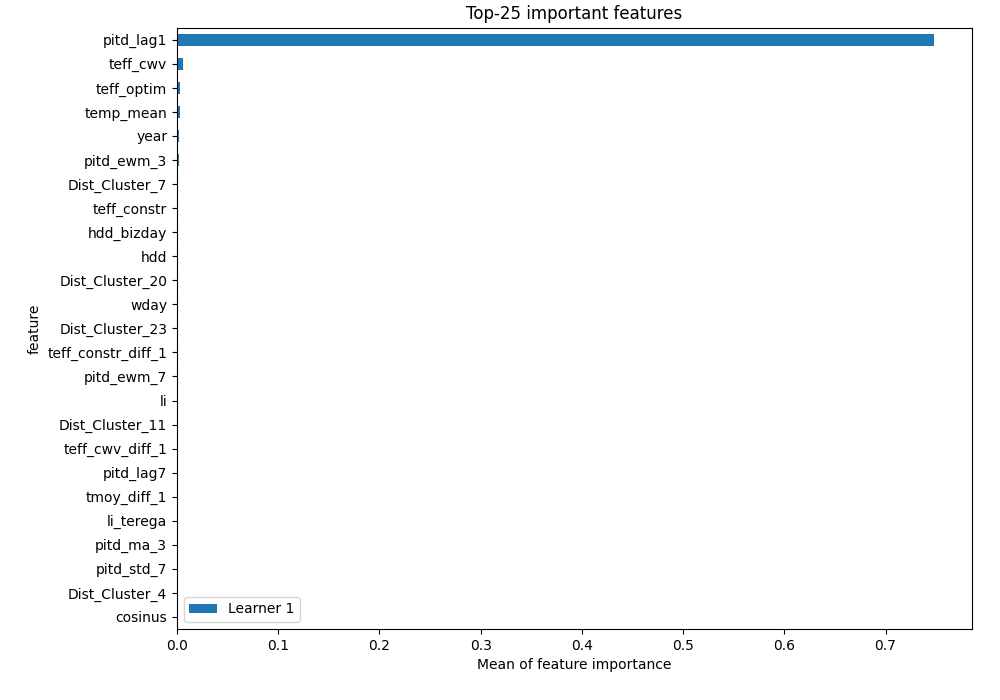 Top-25 important features
pitd_lag1
teff_cwv
teff_optim
temp_mean
year
pitd_ewm_3
Dist_Cluster_7
teff_constr
hdd_bizday
hdd
Dist_Cluster_20
wday
Dist_Cluster_23
teff_constr_diff_1
pitd_ewm_7
li
Dist_Cluster_11
teff_cwv_diff_1
pitd_lag7
tmoy_diff_1
li_terega
pitd_ma_3
pitd_std_7
Dist_Cluster_4
cosinus
feature
Learner 1
0.0 0.1 0.2 0.3 0.4 0.5 0.6 0.7
Mean of feature importance